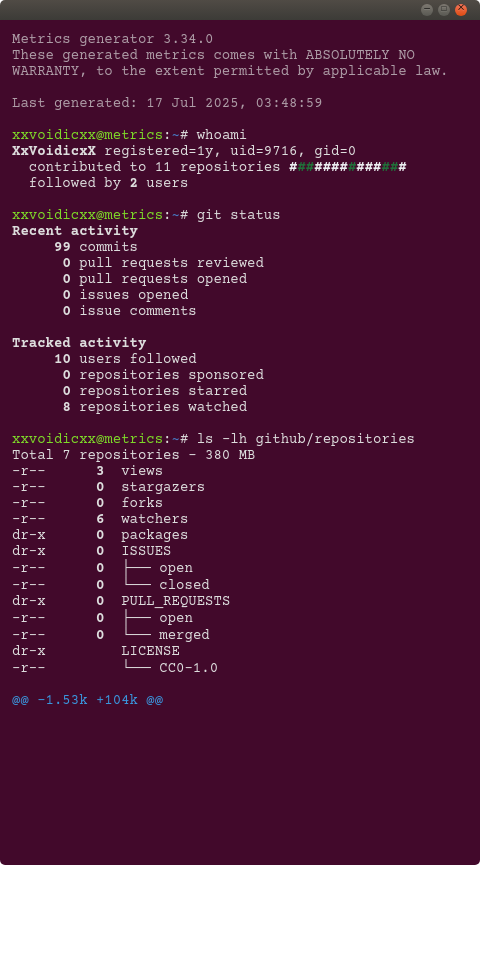 Metrics generator 3.34.0
These generated metrics comes with ABSOLUTELY NO
WARRANTY, to the extent permitted by applicable law.
Last generated: 17 Jul 2025, 03:48:59
xxvoidicxx@metrics:~# whoami
XxVoidicxX registered=1y, uid=9716, gid=0
contributed to 11 repositories ##############
followed by 2 users
xxvoidicxx@metrics:~# git status
Recent activity
99 commits
0 pull requests reviewed
0 pull requests opened
0 issues opened
0 issue comments
Tracked activity
10 users followed
0 repositories sponsored
0 repositories starred
8 repositories watched
xxvoidicxx@metrics:~# ls -lh github/repositories
Total 7 repositories - 380 MB
-r-- 3 views
-r-- 0 stargazers
-r-- 0 forks
-r-- 6 watchers
dr-x 0 packages
dr-x 0 ISSUES
-r-- 0 ├── open
-r-- 0 └── closed
dr-x 0 PULL_REQUESTS
-r-- 0 ├── open
-r-- 0 └── merged
dr-x LICENSE
-r-- └── CC0-1.0
@@ -1.53k +104k @@